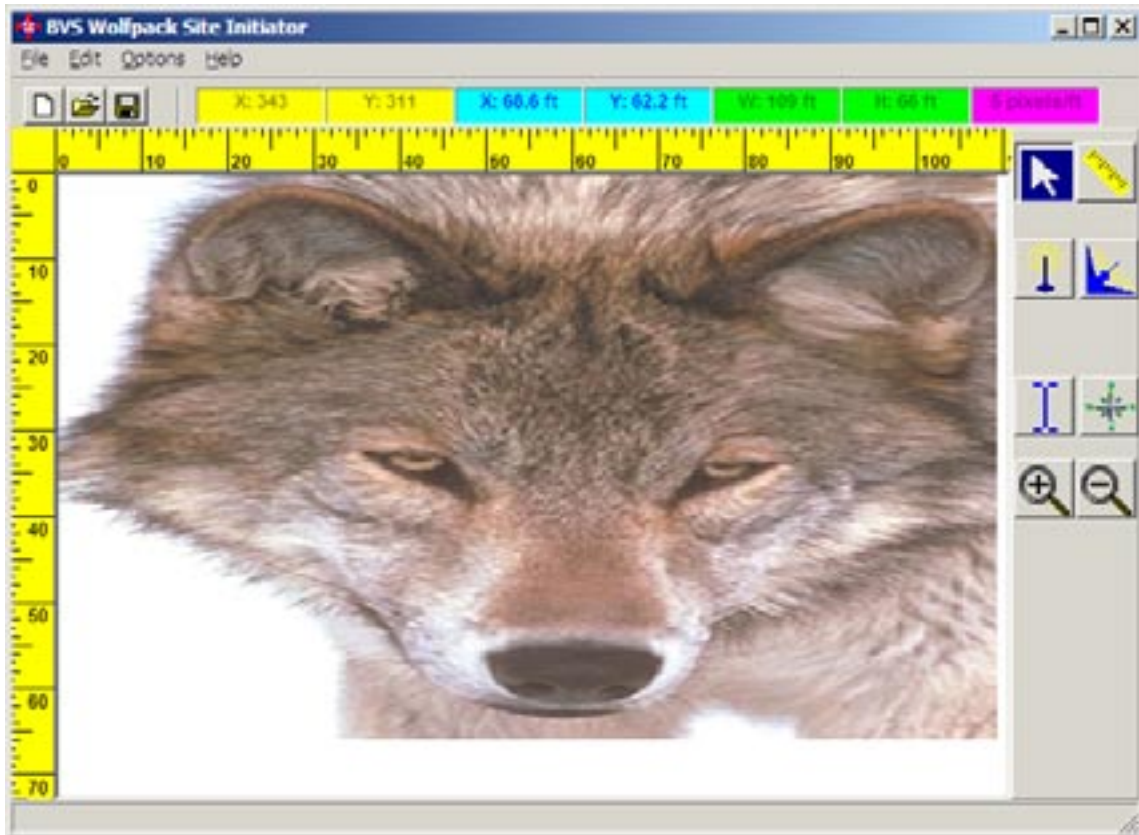 BVS Wolfpack Site Initiator
File Edit Options Help
X: 343 Y: 311 X: 68.6 ft Y: 62.2 ft W: 109 ft H: 66 ft 5 pixels/ft
0 10 20 30 40 50 60 70 80 90 100
0
10
20
30
40
50
60
70